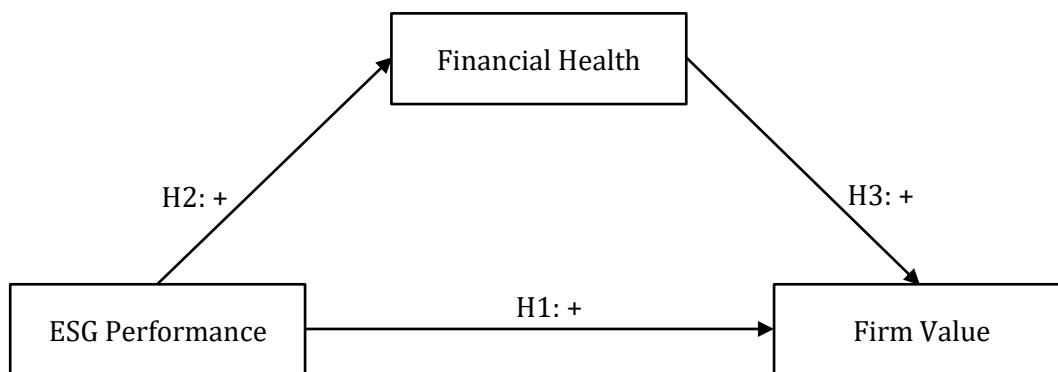 Financial Health
H2: +
H3: +
H1: +
ESG Performance
Firm Value